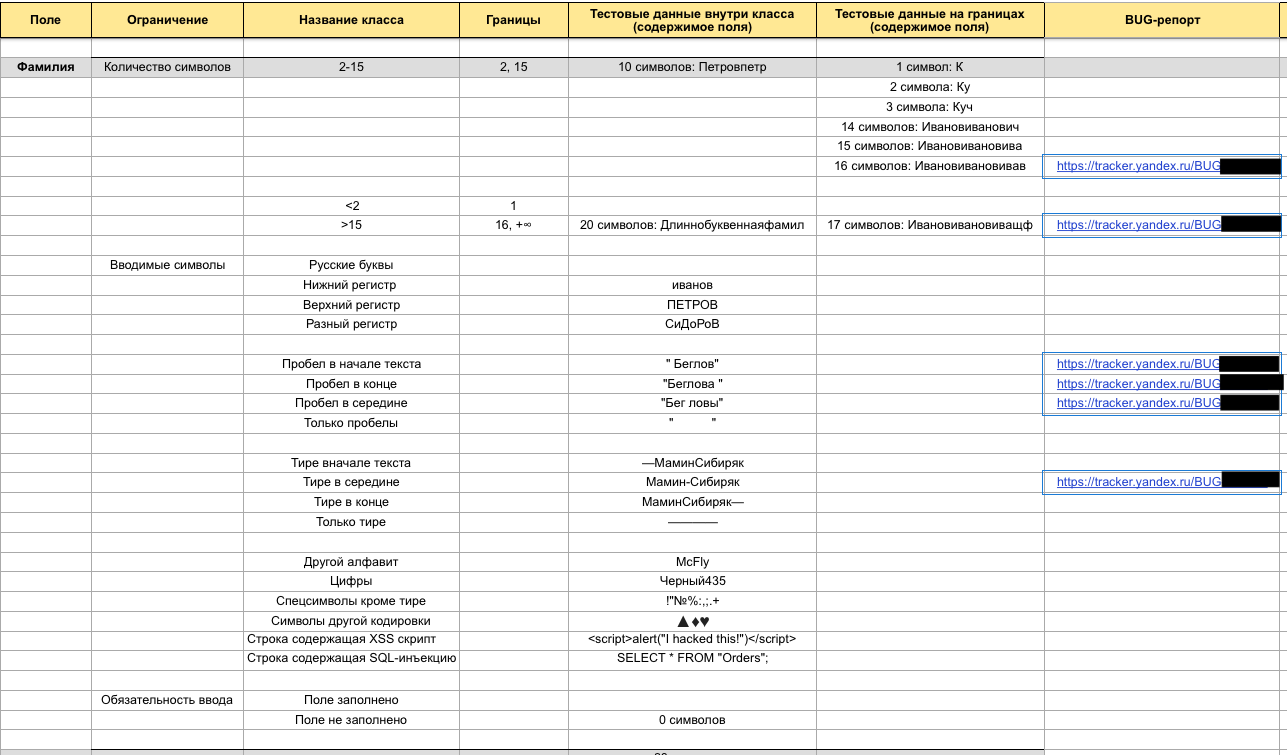 Поле Ограничение Название класса Границы Тестовые данные внутри класса (содержимое поля) Тестовые данные на границах (содержимое поля) BUG-репорт
Фамилия Количество символов 2-15 2, 15 10 символов: Петровпетр 1 символ: К
2 символа: Ку
3 символа: Куч
14 символов: Ивановиванович
15 символов: Ивановивановива
16 символов: Ивановивановивав https://tracker.yandex.ru/BUG
<2 1
>15 16, +∞ 20 символов: Длиннобуквеннаяфамил 17 символов: Ивановивановиващф https://tracker.yandex.ru/BUG
Вводимые символы Русские буквы
Нижний регистр иванов
Верхний регистр ПЕТРОВ
Разный регистр СиДоРоВ
Пробел в начале текста " Беглов" https://tracker.yandex.ru/BUG
Пробел в конце "Беглова " https://tracker.yandex.ru/BUG
Пробел в середине "Бег ловы" https://tracker.yandex.ru/BUG
Только пробелы "          "
Тире вначале текста —МаминСибиряк
Тире в середине Мамин-Сибиряк https://tracker.yandex.ru/BUG
Тире в конце МаминСибиряк—
Только тире ————
Другой алфавит McFly
Цифры Черный435
Спецсимволы кроме тире !"№%:,;.+
Символы другой кодировки ▲♦♥
Строка содержащая XSS скрипт <script>alert("I hacked this!")</script>
Строка содержащая SQL-инъекцию SELECT * FROM "Orders";
Обязательность ввода Поле заполнено
Поле не заполнено 0 символов